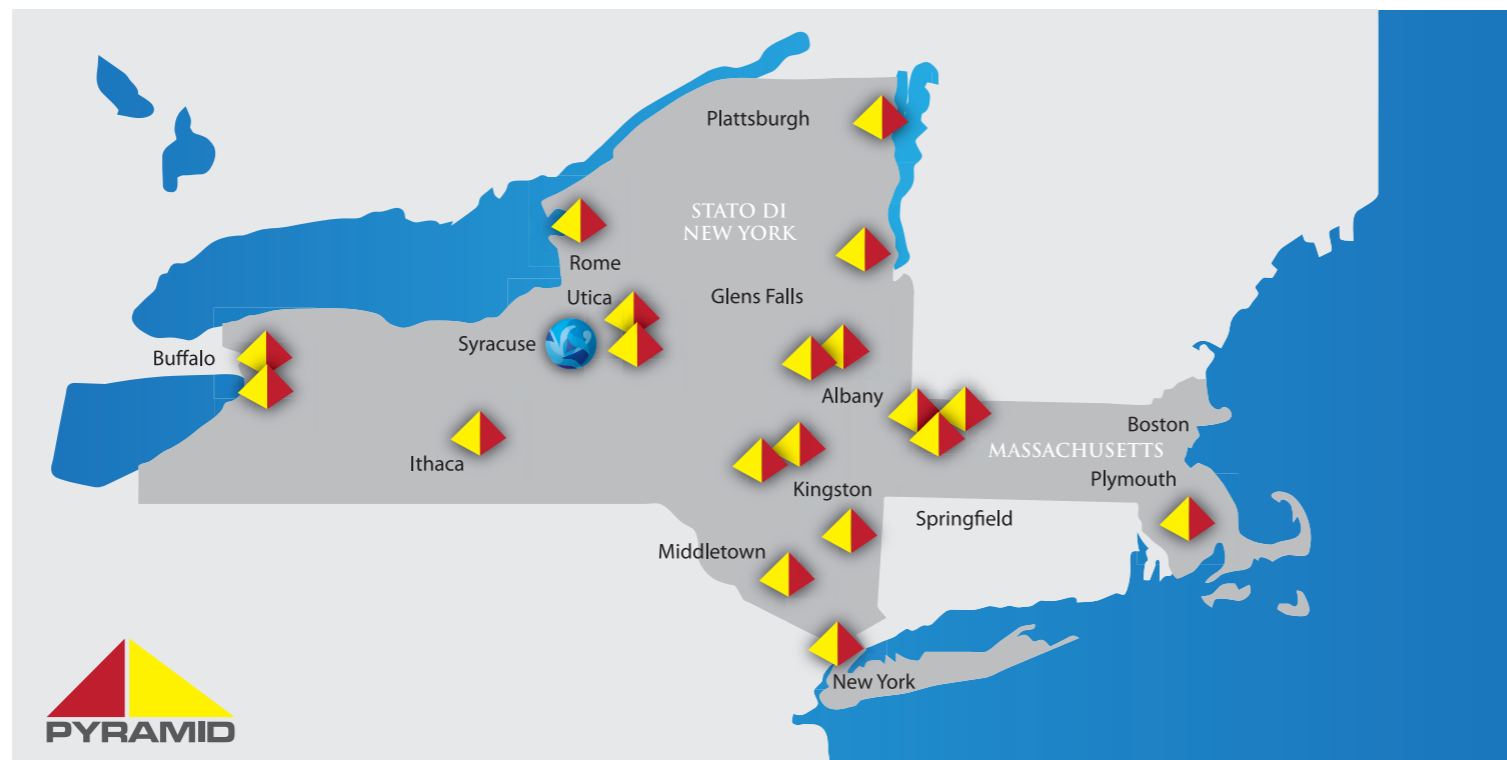 Plattsburgh
STATO DI
NEW YORK
Rome
Utica
Glens Falls
Syracuse
Buffalo
Albany
Boston
MASSACHUSETTS
Ithaca
Plymouth
Kingston
Springfield
Middletown
New York
PYRAMID